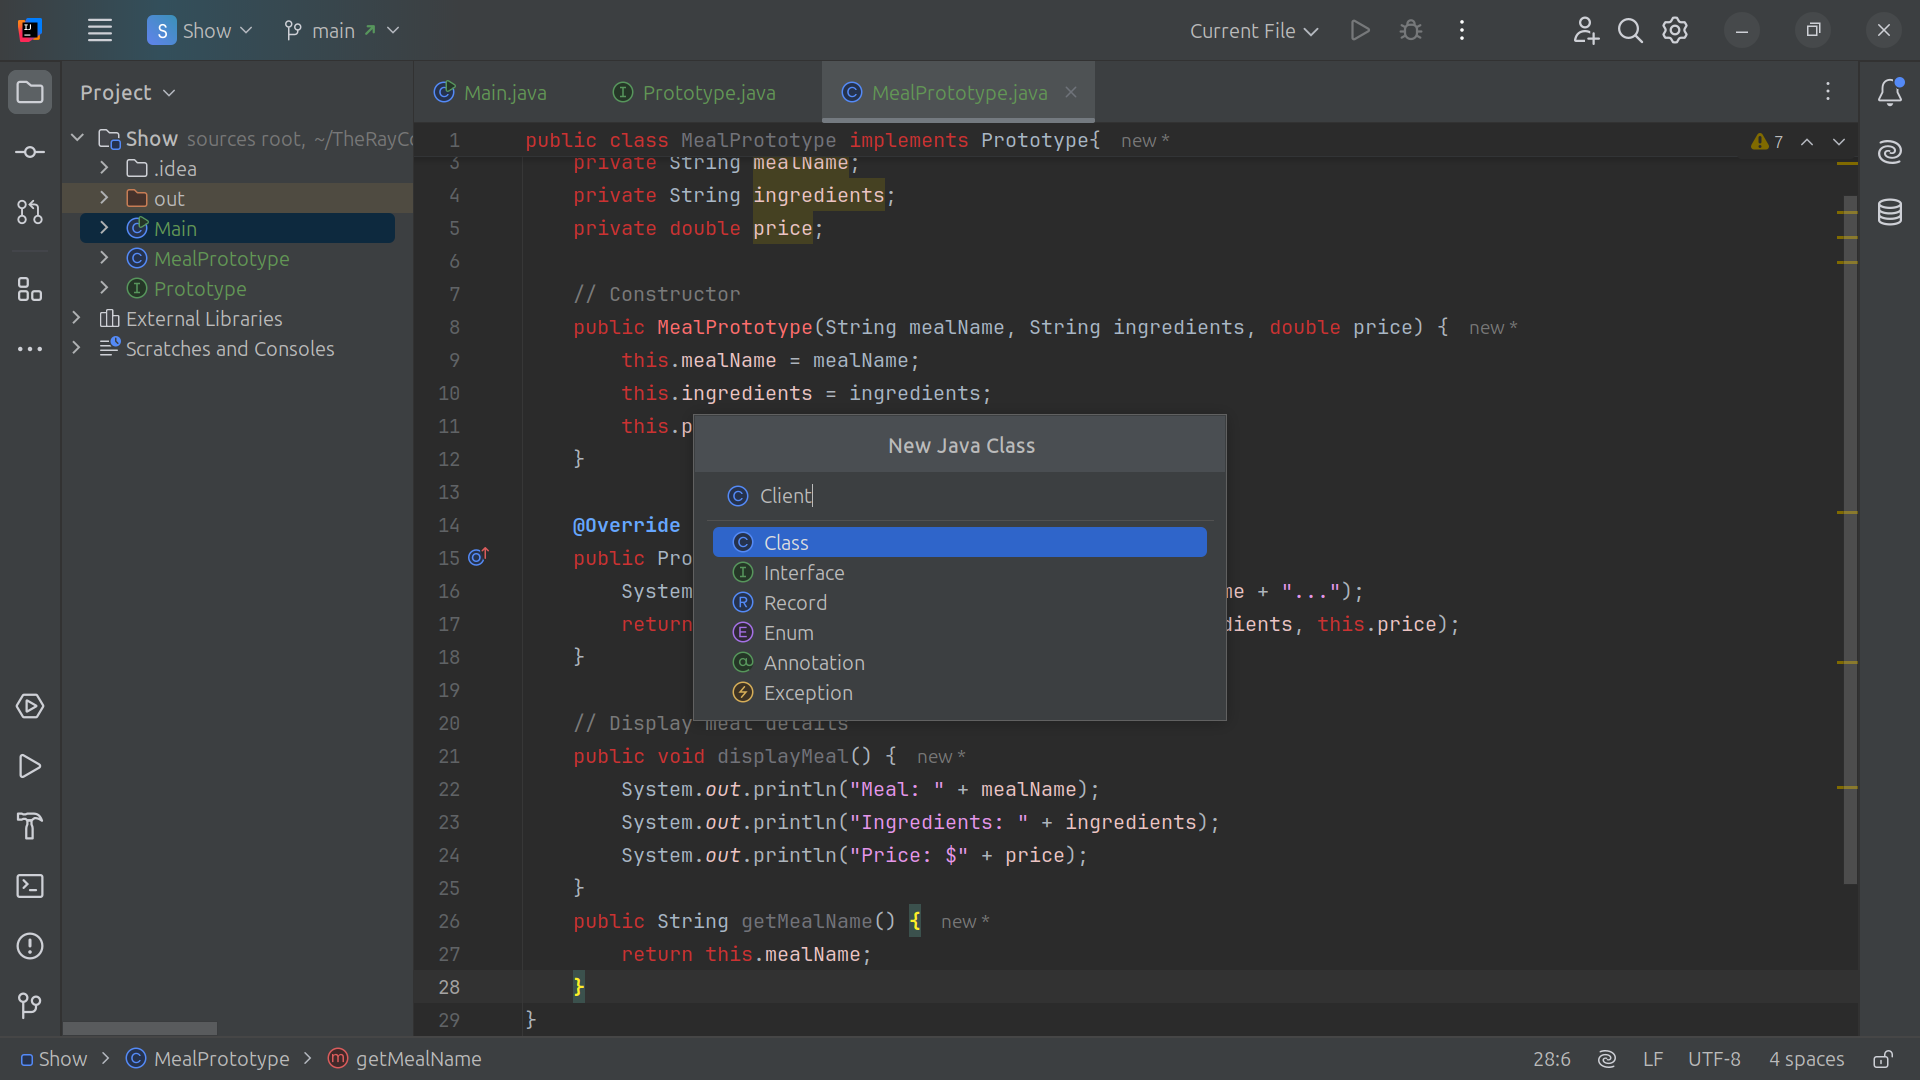 S Show main Current File
Project
Main.java Prototype.java MealPrototype.java
Show sources root, ~/TheRayCo
.idea
out
Main
MealPrototype
Prototype
External Libraries
Scratches and Consoles
1 public class MealPrototype implements Prototype{ new *
7
3 private String mealName;
4 private String ingredients;
5 private double price;
6
7 // Constructor
8 public MealPrototype(String mealName, String ingredients, double price) { new *
9 this.mealName = mealName;
10 this.ingredients = ingredients;
11 this.p
12 }
13
14 @Override
15 public Pro
16 System me + "...");
17 return dients, this.price);
18 }
19
20 // Display meal details
21 public void displayMeal() { new *
22 System.out.println("Meal: " + mealName);
23 System.out.println("Ingredients: " + ingredients);
24 System.out.println("Price: $" + price);
25 }
26 public String getMealName() { new *
27 return this.mealName;
28 }
29 }
New Java Class
Client
Class
Interface
Record
Enum
Annotation
Exception
Show MealPrototype getMealName 28:6 LF UTF-8 4 spaces